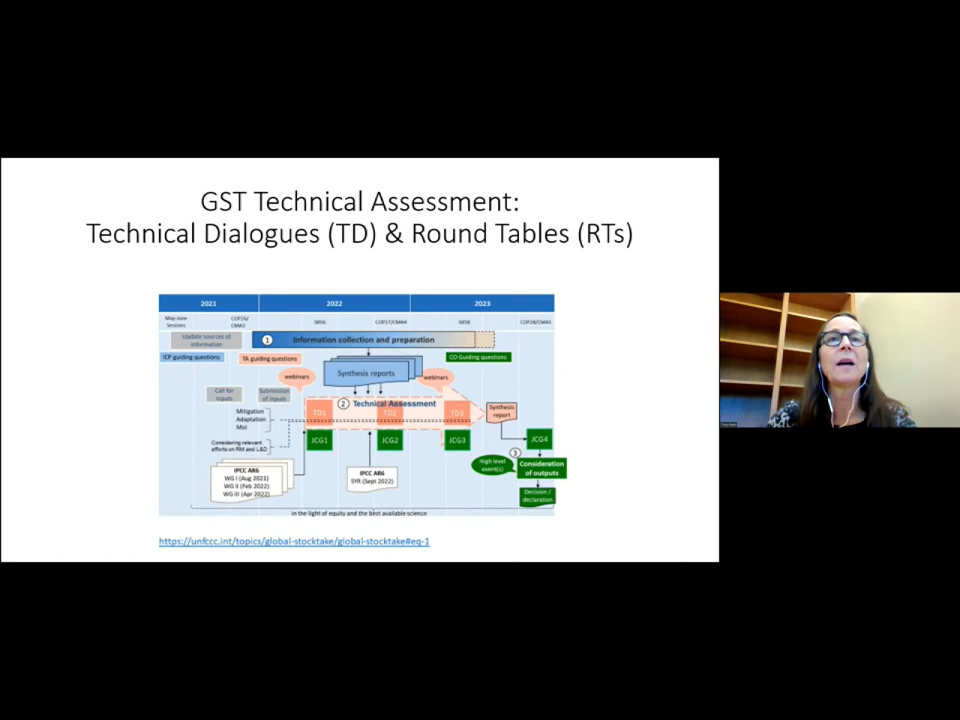 GST Technical Assessment:
Technical Dialogues (TD) & Round Tables (RTs)
2021
2022
2023
May-June
Sessions
COP26/
CMA3
SB56
COP27/CMA4
SB58
COP28/CMA5
Update sources of
information
1
Information collection and preparation
ICP guiding questions
TA guiding questions
CO Guiding questions
Synthesis reports
webinars
webinars
Call for
inputs
Submission
of inputs
2
Technical Assessment
TD1
TD2
TD3
Synthesis
report
Mitigation
Adaptation
MoI
JCG1
JCG2
JCG3
JCG4
Considering relevant
efforts on RM and L&D
3
High level
event(s)
Consideration
of outputs
IPCC AR6
WG I (Aug 2021)
WG II (Feb 2022)
WG III (Apr 2022)
IPCC AR6
SYR (Sept 2022)
Decision /
declaration
in the light of equity and the best available science
https://unfccc.int/topics/global-stocktake/global-stocktake#eq-1